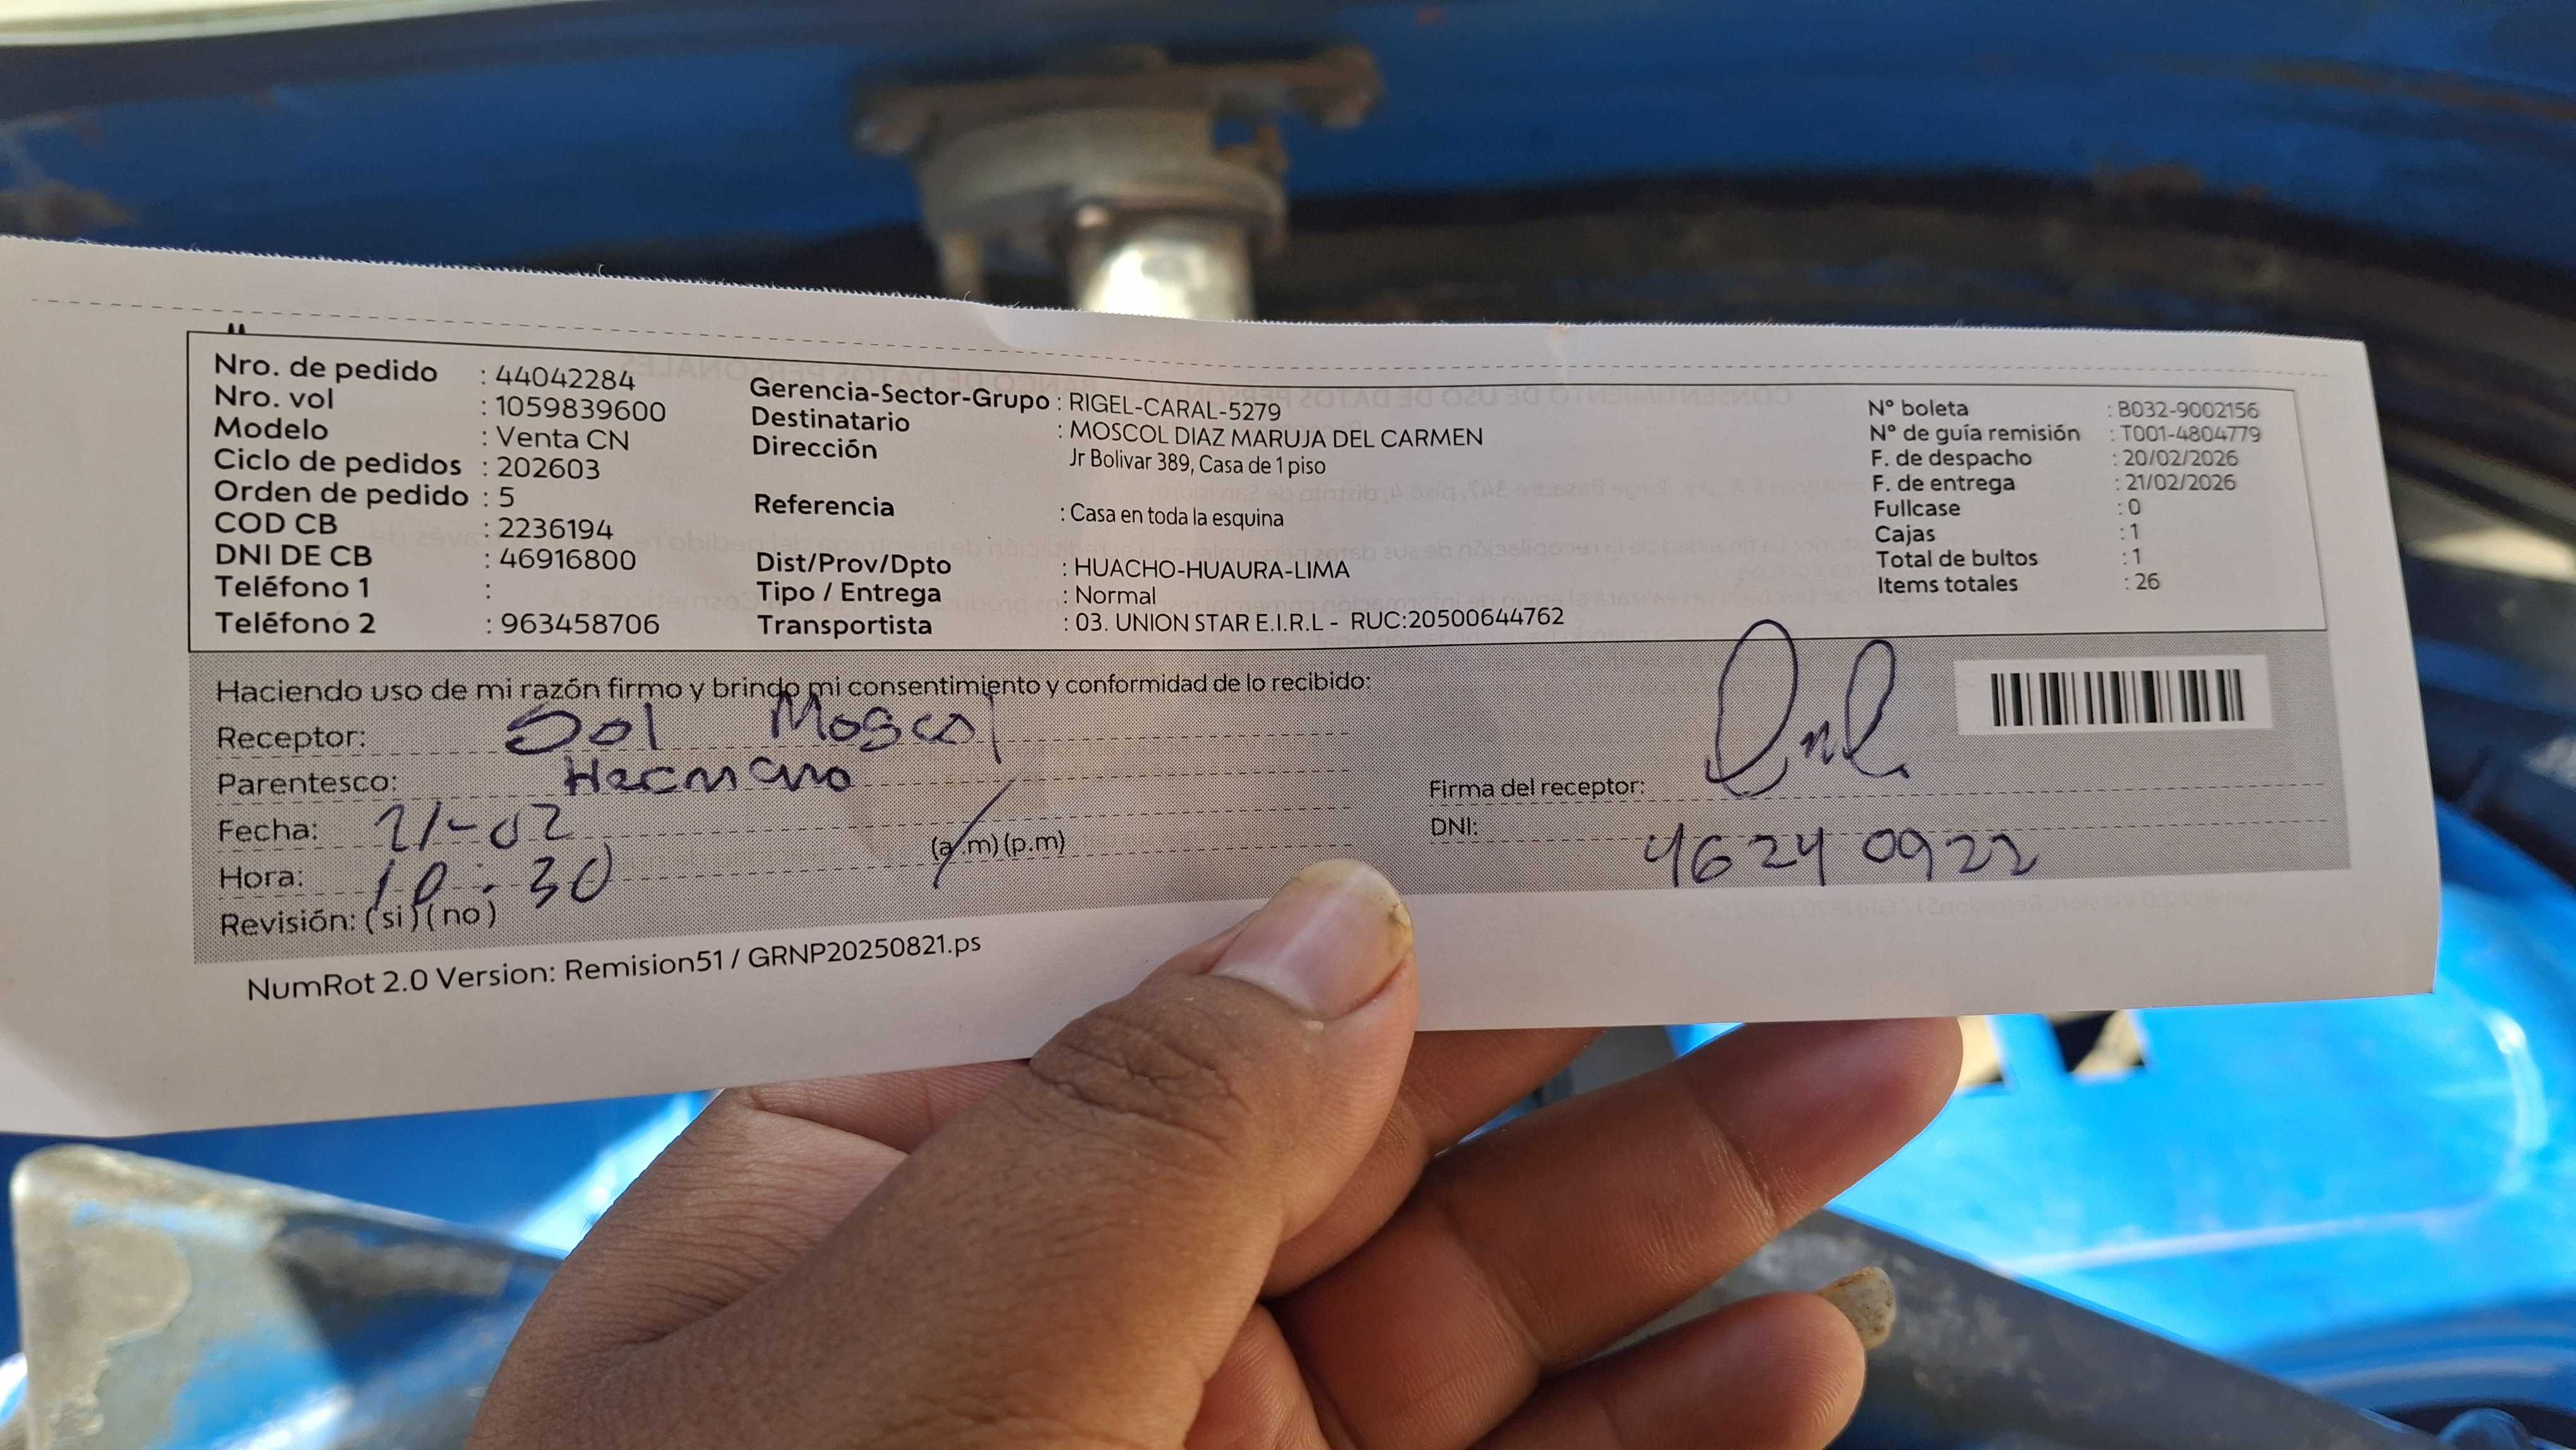 Nro. de pedido : 44042284
Nro. vol : 1059839600
Modelo : Venta CN
Ciclo de pedidos : 202603
Orden de pedido : 5
COD CB : 2236194
DNI DE CB : 46916800
Teléfono 1 :
Teléfono 2 : 963458706
Gerencia-Sector-Grupo : RIGEL-CARAL-5279
Destinatario : MOSCOL DIAZ MARUJA DEL CARMEN
Dirección Jr Bolivar 389, Casa de 1 piso
Referencia : Casa en toda la esquina
Dist/Prov/Dpto : HUACHO-HUAURA-LIMA
Tipo / Entrega : Normal
Transportista : 03. UNION STAR E.I.R.L - RUC:20500644762
N° boleta : B032-9002156
N° de guía remisión : T001-4804779
F. de despacho : 20/02/2026
F. de entrega : 21/02/2026
Fullcase : 0
Cajas : 1
Total de bultos : 1
Items totales : 26
Haciendo uso de mi razón firmo y brindo mi consentimiento y conformidad de lo recibido:
Receptor: Sol Moscol
Parentesco: Hermana
Fecha: 21-02
Hora: 10:30 (a.m) (p.m)
Revisión: (si) (no)
Firma del receptor:
DNI: 46240922
NumRot 2.0 Version: Remision51 / GRNP20250821.ps